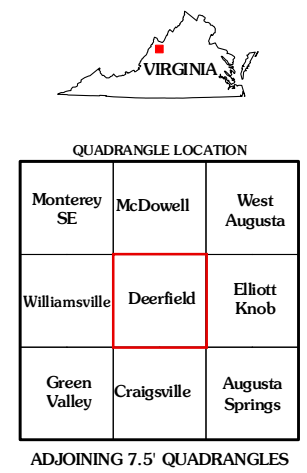 VIRGINIA
QUADRANGLE LOCATION
Monterey
SE
McDowell
West
Augusta
Williamsville
Deerfield
Elliott
Knob
Green
Valley
Craigsville
Augusta
Springs
ADJOINING 7.5' QUADRANGLES